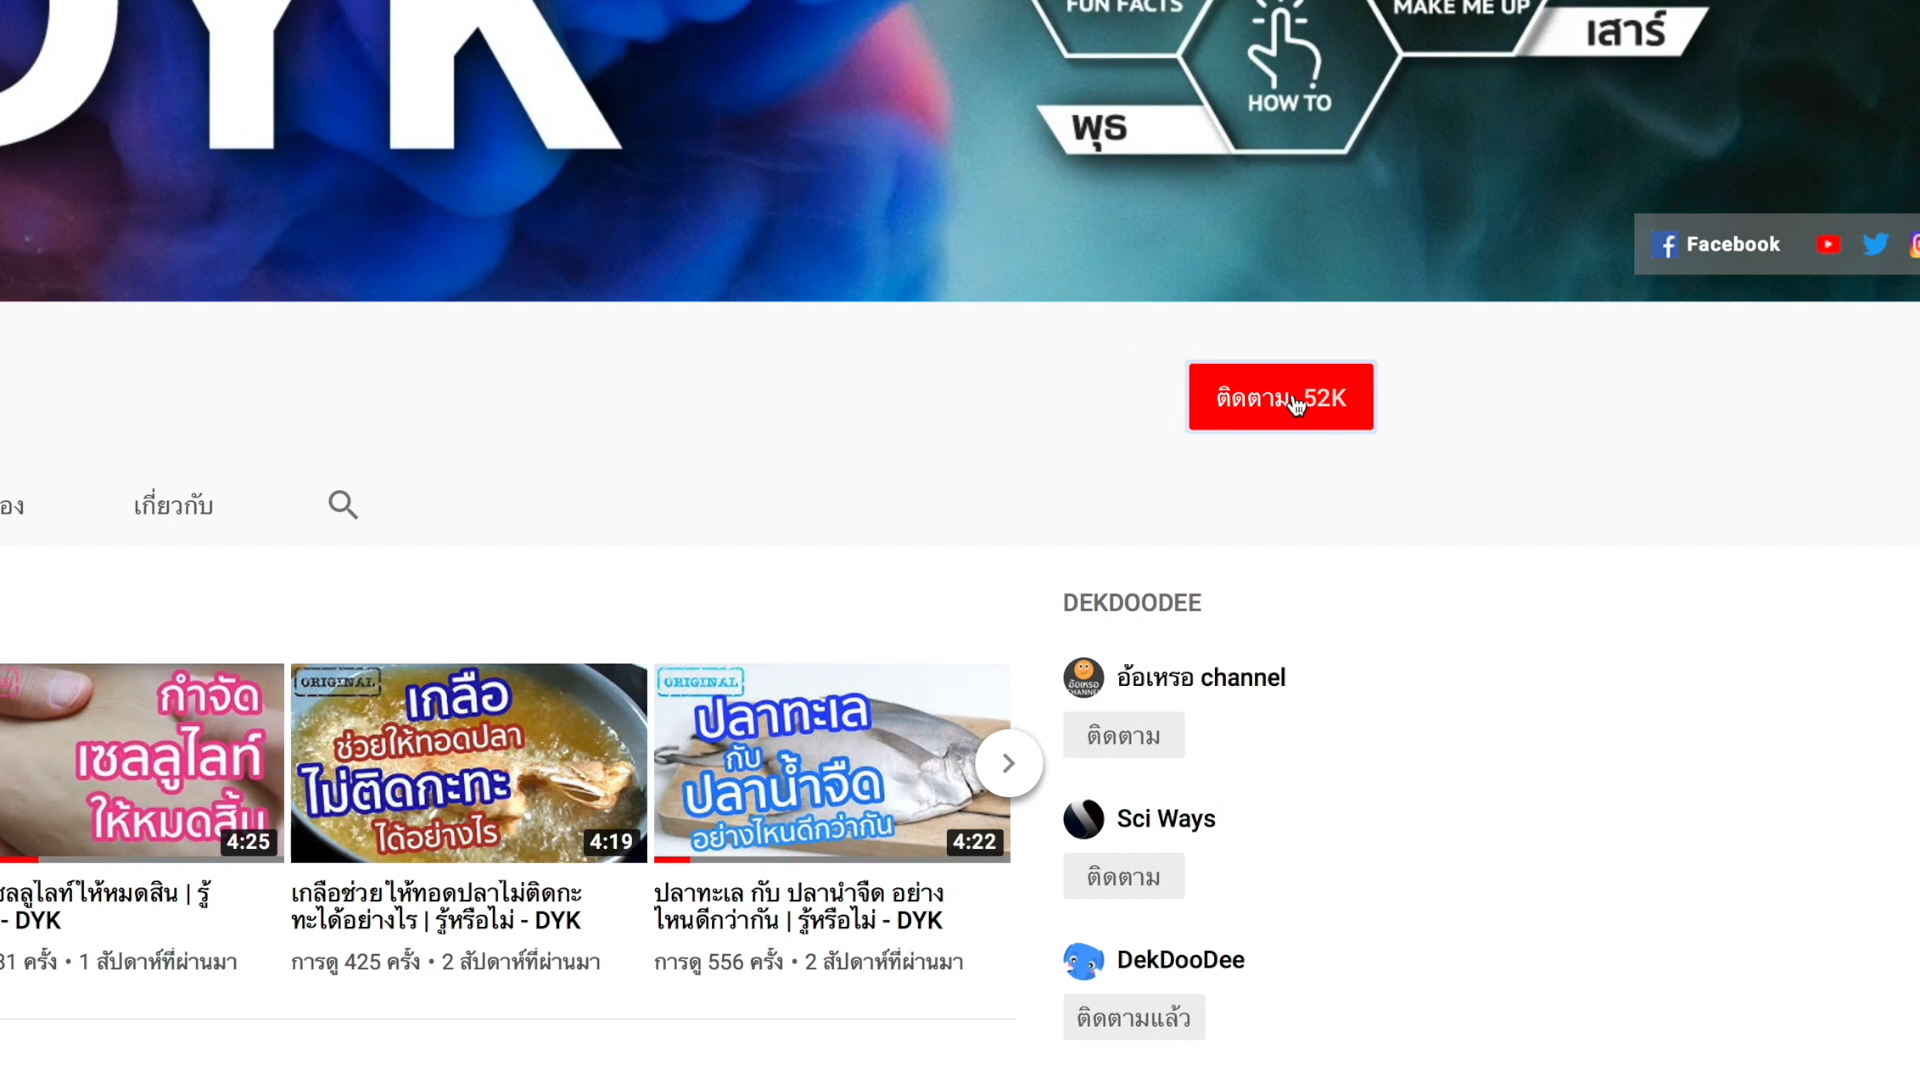 DYK
FUN FACTS
MAKE ME UP
เสาร์
HOW TO
พุธ
Facebook
ติดตาม 52K
อง
เกี่ยวกับ
DEKDOODEE
กำจัด
เซลลูไลท์
ให้หมดสิ้น
4:25
ORIGINAL
เกลือ
ช่วยให้ทอดปลา
ไม่ติดกะทะ
ได้อย่างไร
4:19
ORIGINAL
ปลาทะเล
กับ
ปลาน้ำจืด
อย่างไหนดีกว่ากัน
4:22
ซลลูไลท์ ให้หมดสิ้น | รู้
- DYK
31 ครั้ง • 1 สัปดาห์ที่ผ่านมา
เกลือช่วย ให้ทอดปลาไม่ติดกะ
ทะได้อย่างไร | รู้หรือไม่ - DYK
การดู 425 ครั้ง • 2 สัปดาห์ที่ผ่านมา
ปลาทะเล กับ ปลาน้ำจืด อย่าง
ไหนดีกว่ากัน | รู้หรือไม่ - DYK
การดู 556 ครั้ง • 2 สัปดาห์ที่ผ่านมา
อ้อเหรอ channel
ติดตาม
Sci Ways
ติดตาม
DekDooDee
ติดตามแล้ว